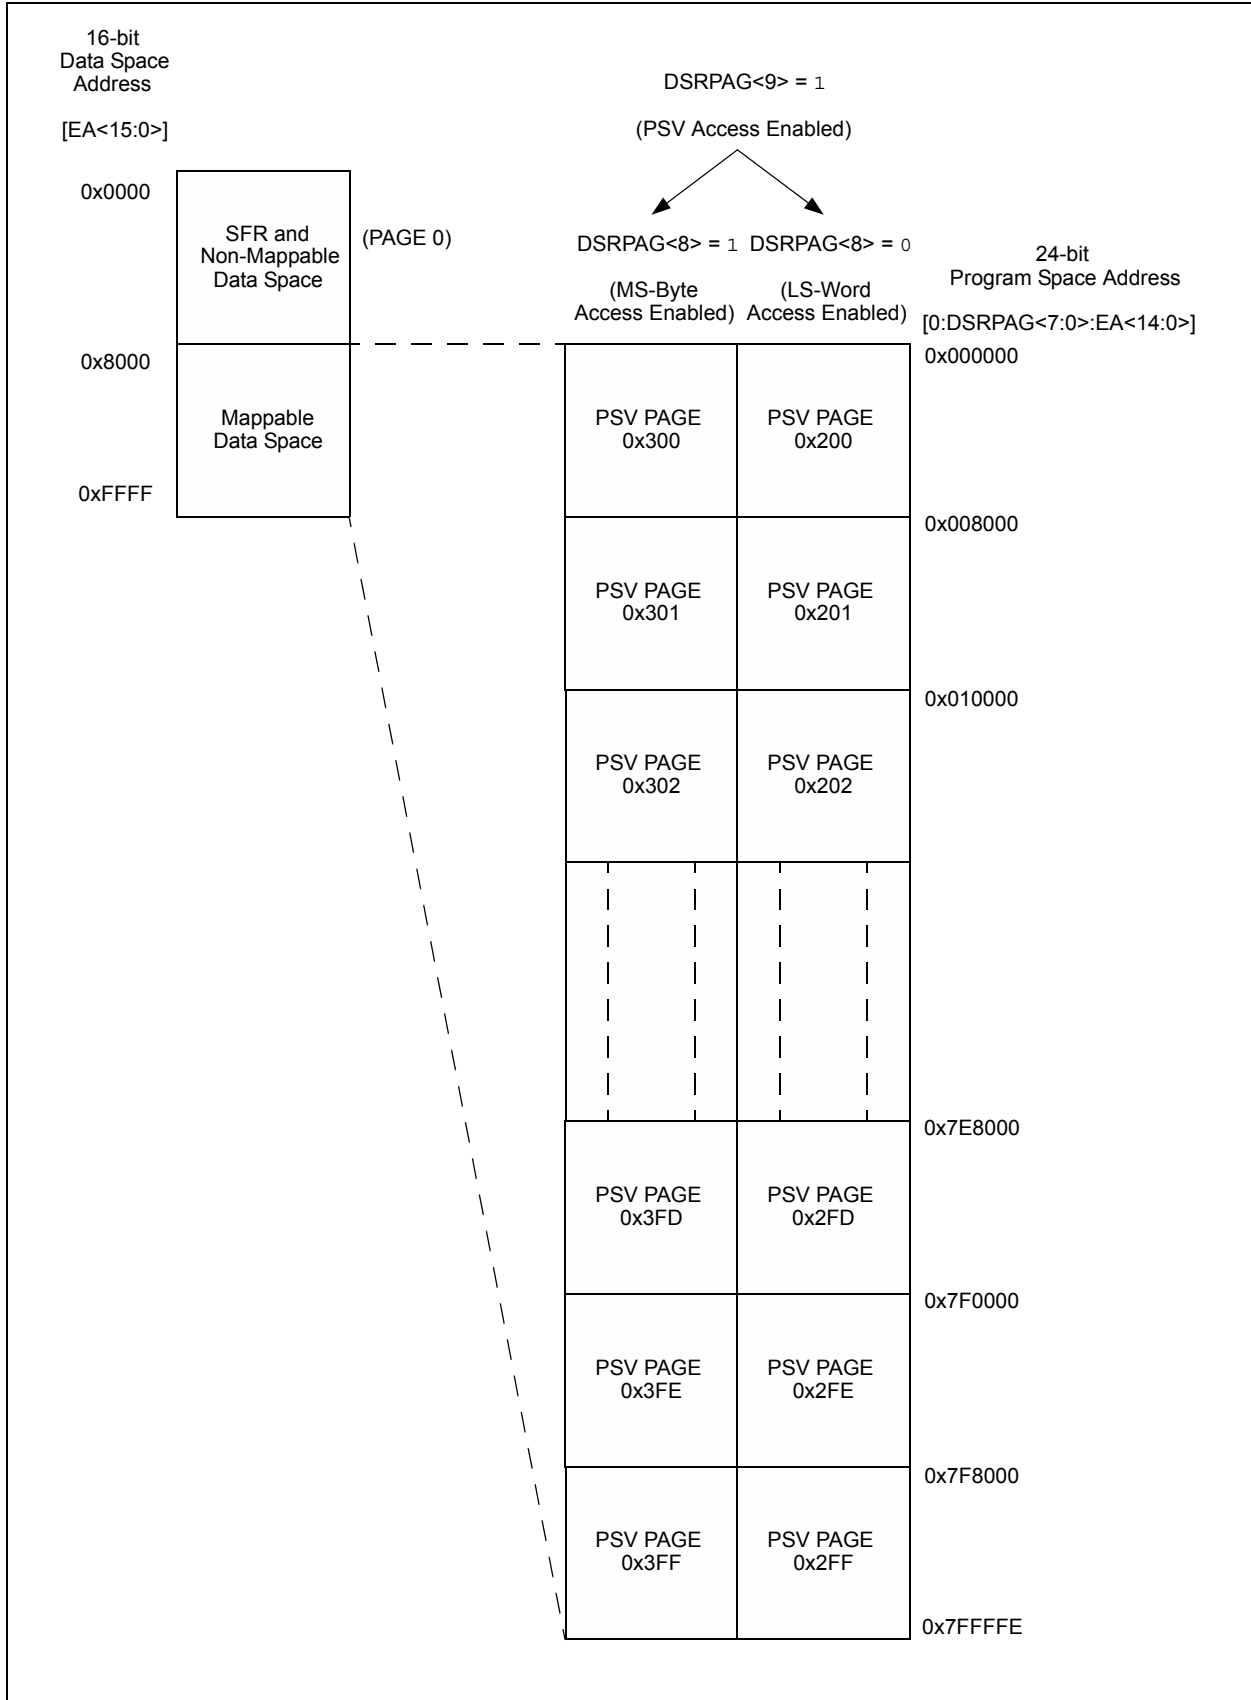 16-bit
Data Space
Address
[EA<15:0>]
0x0000
SFR and
Non-Mappable
Data Space
(PAGE 0)
0x8000
Mappable
Data Space
0xFFFF
DSRPAG<9> = 1
(PSV Access Enabled)
DSRPAG<8> = 1
(MS-Byte
Access Enabled)
DSRPAG<8> = 0
(LS-Word
Access Enabled)
24-bit
Program Space Address
[0:DSRPAG<7:0>:EA<14:0>]
0x000000
PSV PAGE
0x300
PSV PAGE
0x200
0x008000
PSV PAGE
0x301
PSV PAGE
0x201
0x010000
PSV PAGE
0x302
PSV PAGE
0x202
0x7E8000
PSV PAGE
0x3FD
PSV PAGE
0x2FD
0x7F0000
PSV PAGE
0x3FE
PSV PAGE
0x2FE
0x7F8000
PSV PAGE
0x3FF
PSV PAGE
0x2FF
0x7FFFFE